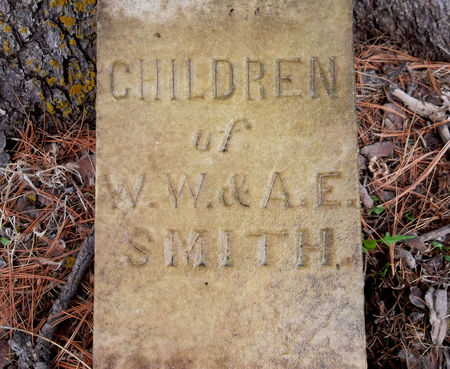 CHILDREN
of
W. W. & A. E.
SMITH.